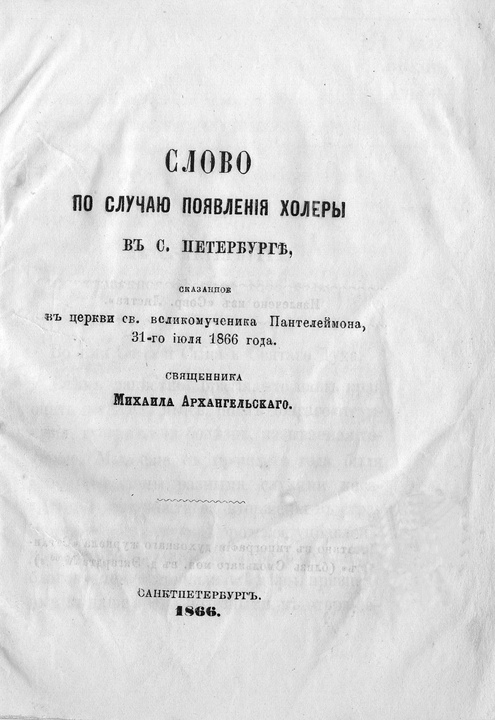 СЛОВО
ПО СЛУЧАЮ ПОЯВЛЕНІЯ ХОЛЕРЫ
ВЪ С. ПЕТЕРБУРГѢ,
СКАЗАННОЕ
въ церкви св. великомученика Пантелеймона,
31-го іюля 1866 года.
СВЯЩЕННИКА
Михаила Архангельскаго.
САНКТПЕТЕРБУРГЪ.
1866.